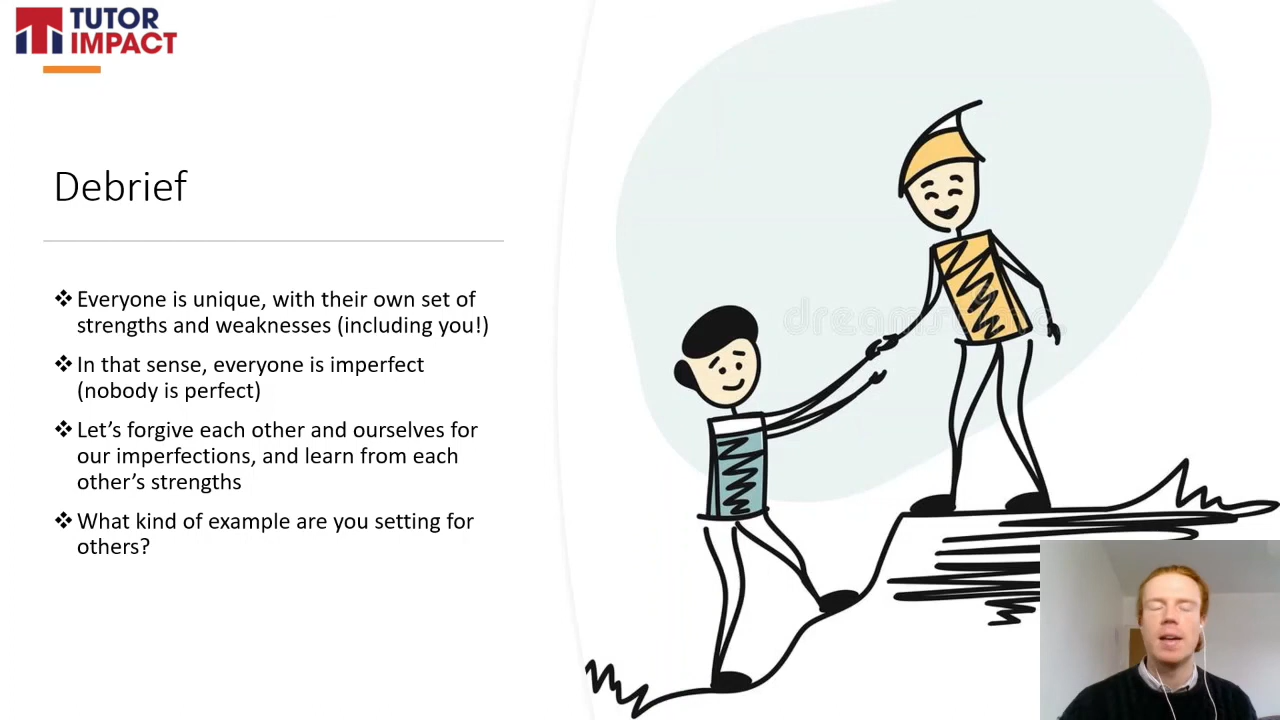 TUTOR
IMPACT
Debrief
❖Everyone is unique, with their own set of
strengths and weaknesses (including you!)
❖In that sense, everyone is imperfect
(nobody is perfect)
❖Let’s forgive each other and ourselves for
our imperfections, and learn from each
other’s strengths
❖What kind of example are you setting for
others?